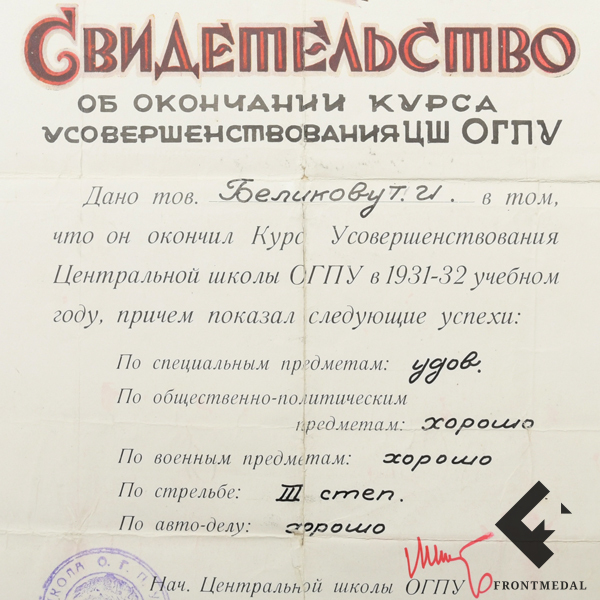 СВИДЕТЕЛЬСТВО
ОБ ОКОНЧАНИИ КУРСА
УСОВЕРШЕНСТВОВАНИЯ ЦШ ОГПУ
Дано тов. Беликову Т. И. в том,
что он окончил Курс Усовершенствования
Центральной школы ОГПУ в 1931-32 учебном
году, причем показал следующие успехи:
По специальным предметам: удов.
По общественно-политическим
предметам: хорошо
По военным предметам: хорошо
По стрельбе: III степ.
По авто-делу: хорошо
Нач. Центральной школы ОГПУ
ШКОЛА О. Г. П. У.
FRONTMEDAL